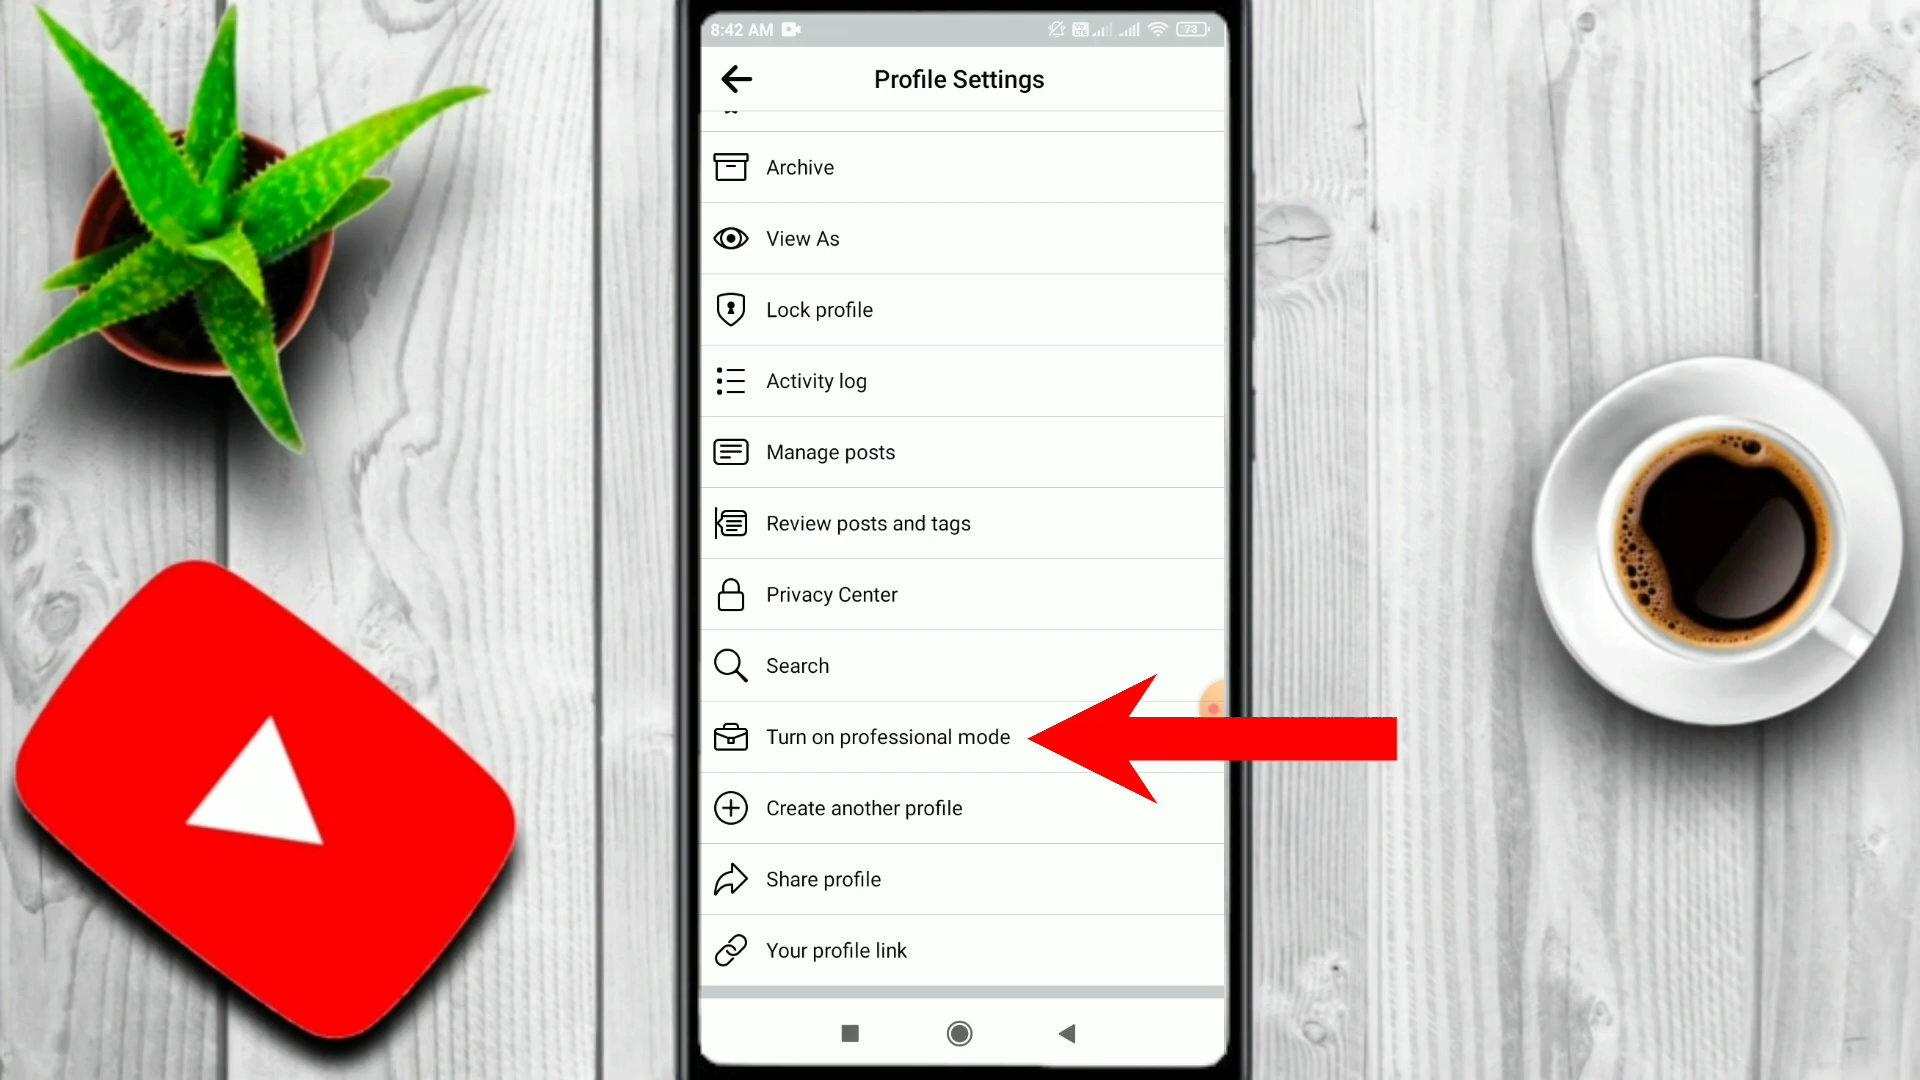 8:42 AM
73
Profile Settings
Archive
View As
Lock profile
Activity log
Manage posts
Review posts and tags
Privacy Center
Search
Turn on professional mode
Create another profile
Share profile
Your profile link